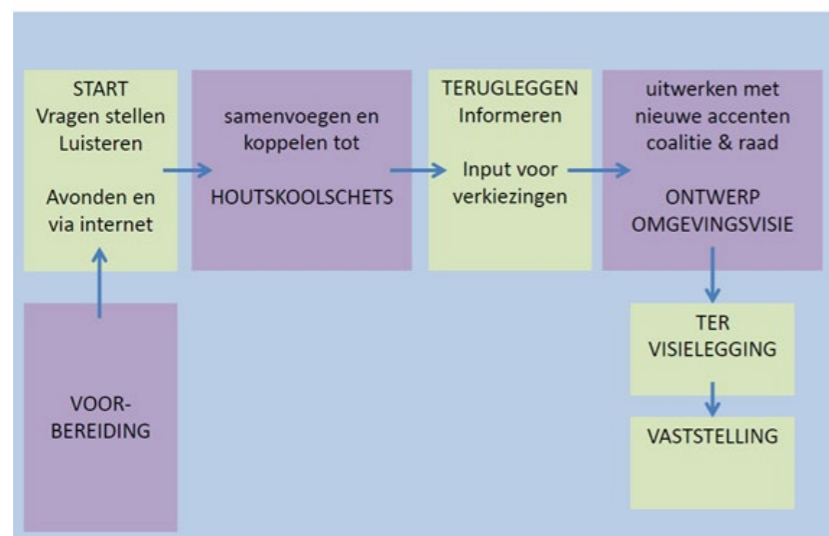 VOOR-
BEREIDING
START
Vragen stellen
Luisteren
Avonden en
via internet
samenvoegen en
koppelen tot
HOUTSKOOLSCHETS
TERUGLEGGEN
Informeren
Input voor
verkiezingen
uitwerken met
nieuwe accenten
coalitie & raad
ONTWERP
OMGEVINGSVISIE
TER
VISIELEGGING
VASTSTELLING